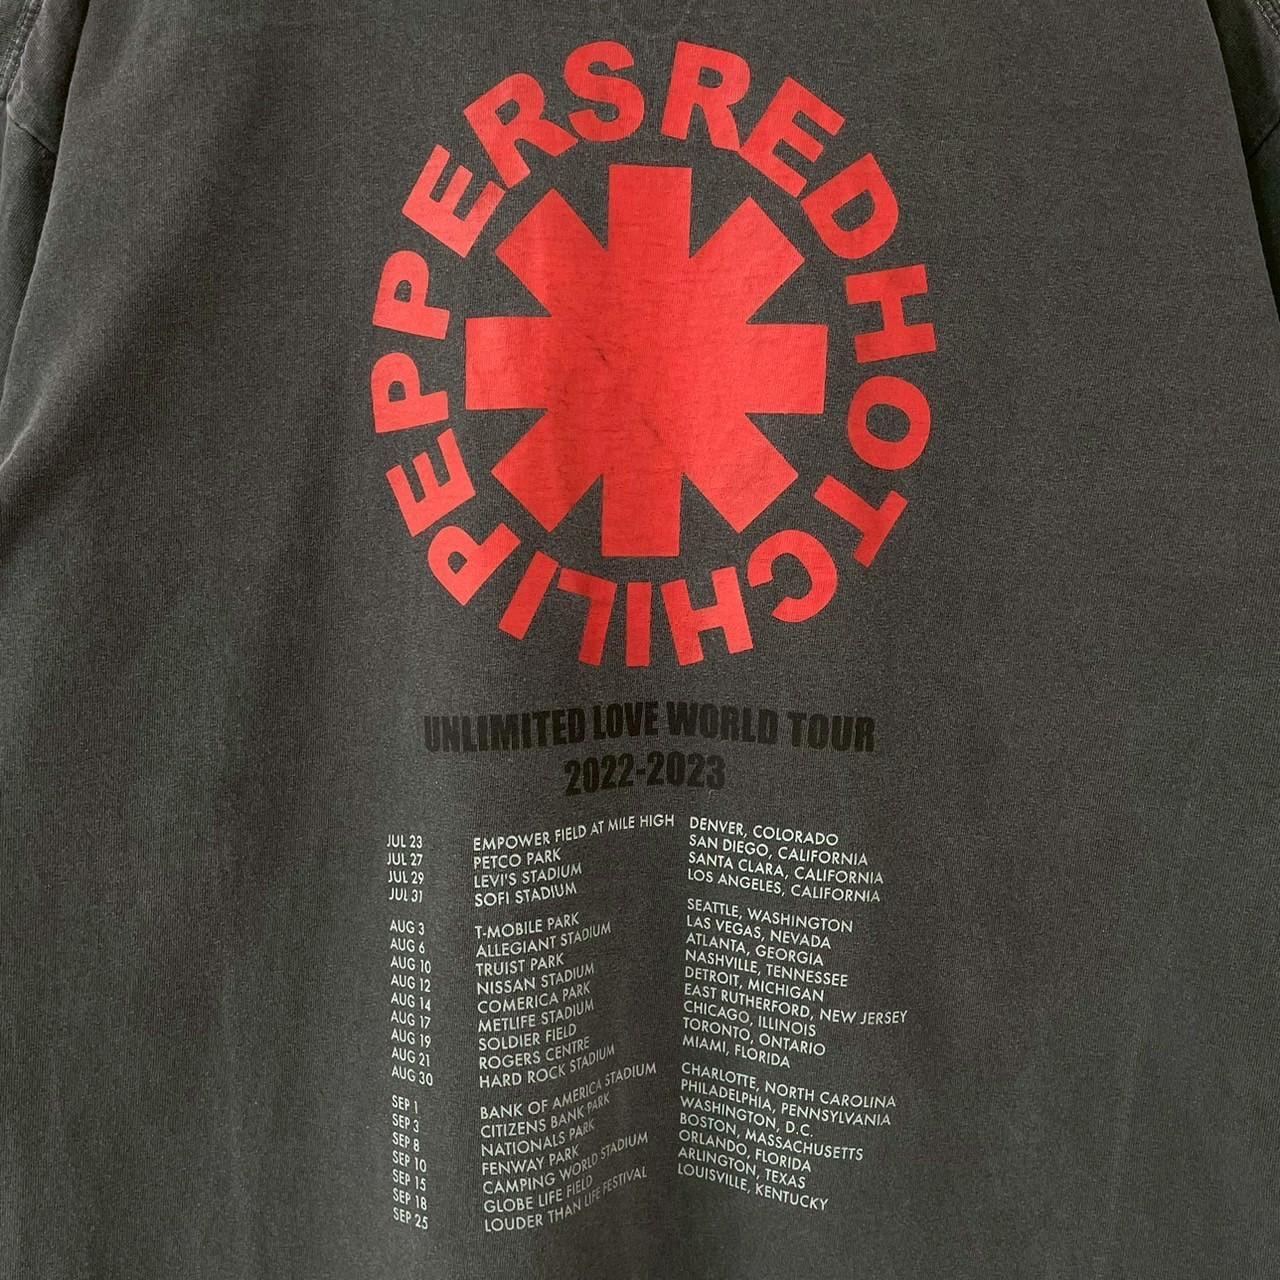 RED HOT CHILI PEPPERS
UNLIMITED LOVE WORLD TOUR
2022-2023
JUL 23 EMPOWER FIELD AT MILE HIGH DENVER, COLORADO
JUL 27 PETCO PARK SAN DIEGO, CALIFORNIA
JUL 29 LEVI'S STADIUM SANTA CLARA, CALIFORNIA
JUL 31 SOFI STADIUM LOS ANGELES, CALIFORNIA
AUG 3 T-MOBILE PARK SEATTLE, WASHINGTON
AUG 6 ALLEGIANT STADIUM LAS VEGAS, NEVADA
AUG 10 TRUIST PARK ATLANTA, GEORGIA
AUG 12 NISSAN STADIUM NASHVILLE, TENNESSEE
AUG 14 COMERICA PARK DETROIT, MICHIGAN
AUG 17 METLIFE STADIUM EAST RUTHERFORD, NEW JERSEY
AUG 19 SOLDIER FIELD CHICAGO, ILLINOIS
AUG 21 ROGERS CENTRE TORONTO, ONTARIO
AUG 30 HARD ROCK STADIUM MIAMI, FLORIDA
SEP 1 BANK OF AMERICA STADIUM CHARLOTTE, NORTH CAROLINA
SEP 3 CITIZENS BANK PARK PHILADELPHIA, PENNSYLVANIA
SEP 8 NATIONALS PARK WASHINGTON, D.C.
SEP 10 FENWAY PARK BOSTON, MASSACHUSETTS
SEP 15 CAMPING WORLD STADIUM ORLANDO, FLORIDA
SEP 18 GLOBE LIFE FIELD ARLINGTON, TEXAS
SEP 25 LOUDER THAN LIFE FESTIVAL LOUISVILLE, KENTUCKY